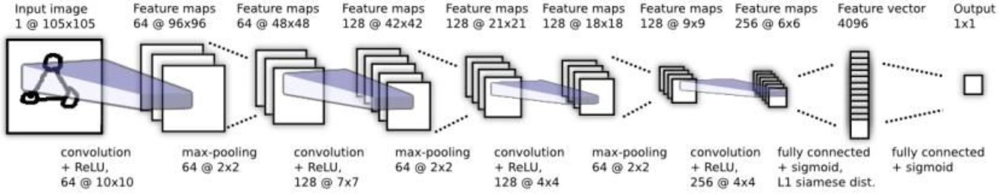 Input image
1 @ 105x105
Feature maps
64 @ 96x96
Feature maps
64 @ 48x48
Feature maps
128 @ 42x42
Feature maps
128 @ 21x21
Feature maps
128 @ 18x18
Feature maps
128 @ 9x9
Feature maps
256 @ 6x6
Feature vector
4096
Output
1x1
convolution
+ ReLU,
64 @ 10x10
max-pooling
64 @ 2x2
convolution
+ ReLU,
128 @ 7x7
max-pooling
64 @ 2x2
convolution
+ ReLU,
128 @ 4x4
max-pooling
64 @ 2x2
convolution
+ ReLU,
256 @ 4x4
fully connected
+ sigmoid,
L1 siamese dist.
fully connected
+ sigmoid